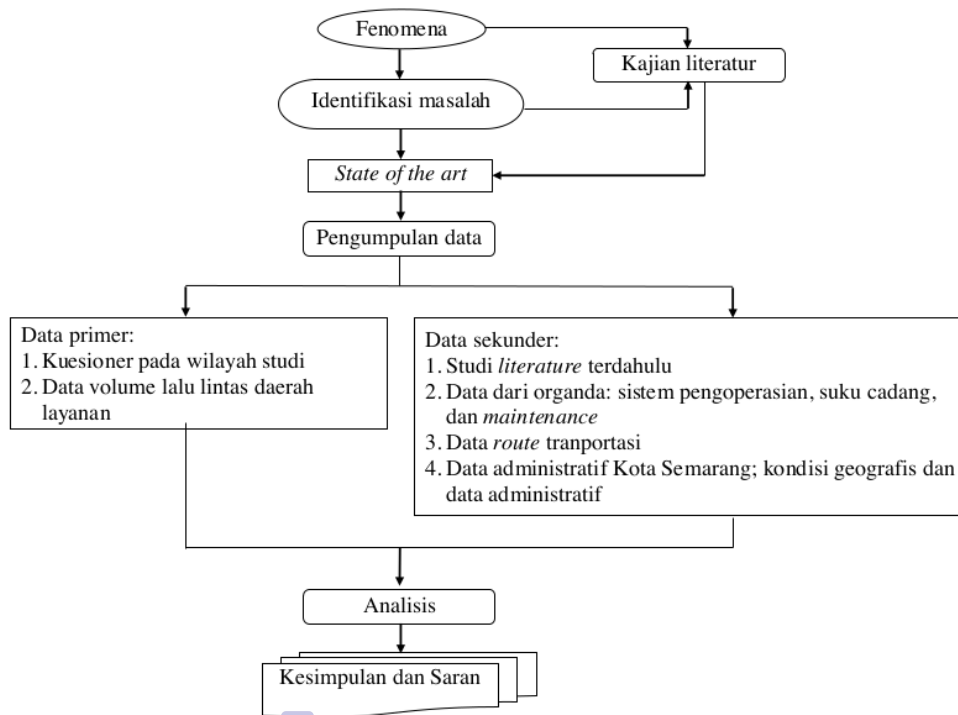 Fenomena
Kajian literatur
Identifikasi masalah
State of the art
Pengumpulan data
Data primer:
1. Kuesioner pada wilayah studi
2. Data volume lalu lintas daerah
layanan
Data sekunder:
1. Studi literature terdahulu
2. Data dari organda: sistem pengoperasian, suku cadang,
dan maintenance
3. Data route tranportasi
4. Data administratif Kota Semarang; kondisi geografis dan
data administratif
Analisis
Kesimpulan dan Saran